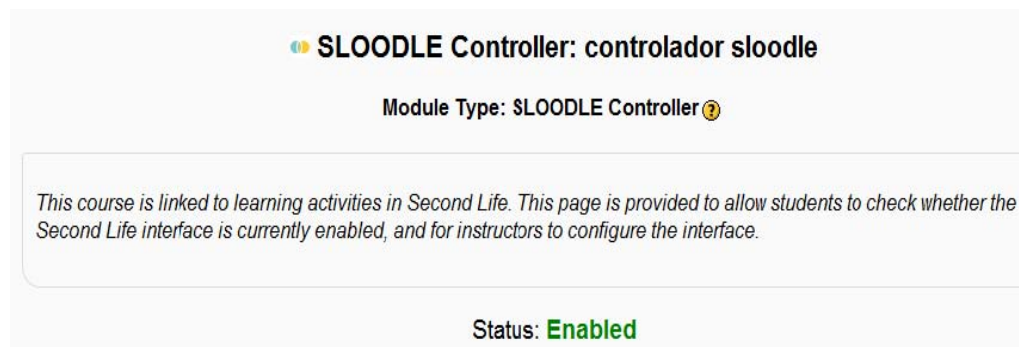 SLOODLE Controller: controlador sloodle
Module Type: SLOODLE Controller ?
This course is linked to learning activities in Second Life. This page is provided to allow students to check whether the
Second Life interface is currently enabled, and for instructors to configure the interface.
Status: Enabled